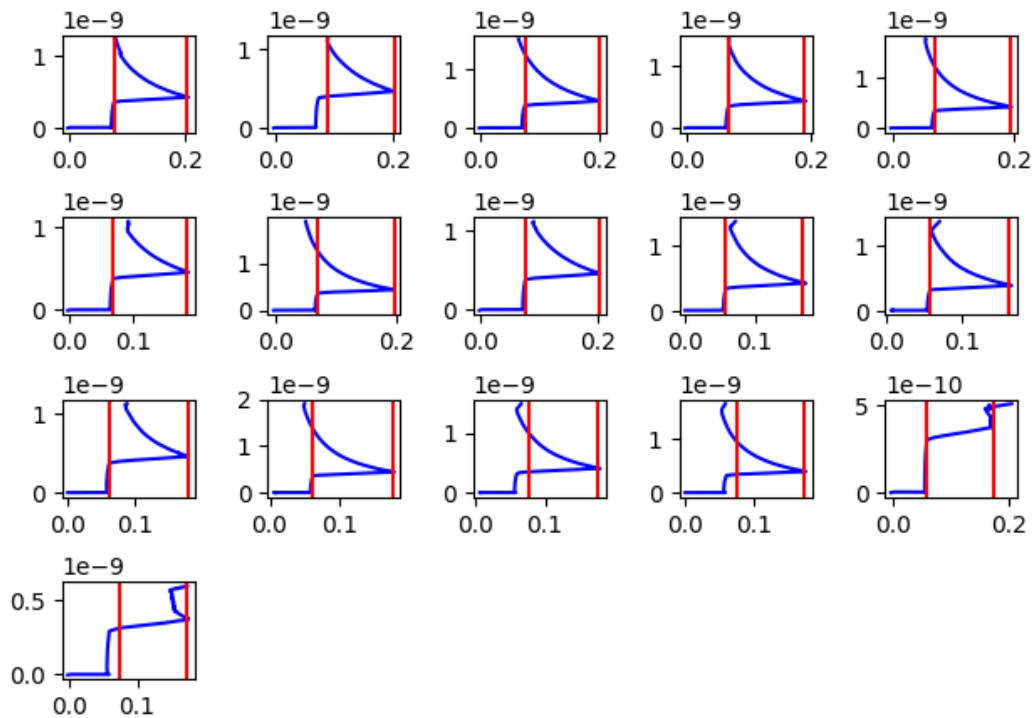 1e−9 1e−9 1e−9 1e−9 1e−9
1 1 1 1 1
0 0 0 0 0
0.0 0.2 0.0 0.2 0.0 0.2 0.0 0.2 0.0 0.2
1e−9 1e−9 1e−9 1e−9 1e−9
1 1 1 1 1
0 0 0 0 0
0.0 0.1 0.0 0.2 0.0 0.2 0.0 0.1 0.0 0.1
1e−9 1e−9 1e−9 1e−9 1e−10
1 2 1 1 5
0 0 0 0 0
0.0 0.1 0.0 0.1 0.0 0.1 0.0 0.1 0.0 0.2
1e−9
0.5
0.0
0.0 0.1